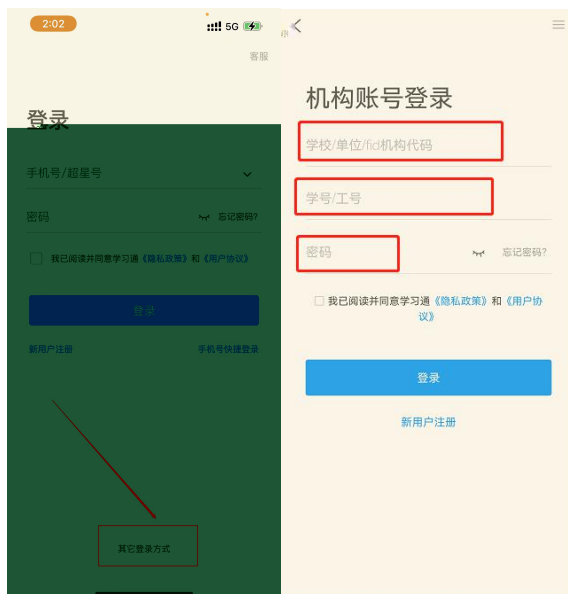 2:02
5G
客服
登录
手机号/超星号
密码
忘记密码?
我已阅读并同意学习通《隐私政策》和《用户协议》
登录
新用户注册
手机号快捷登录
其它登录方式
机构账号登录
学校/单位/fid机构代码
学号/工号
密码
忘记密码?
我已阅读并同意学习通《隐私政策》和《用户协
议》
登录
新用户注册